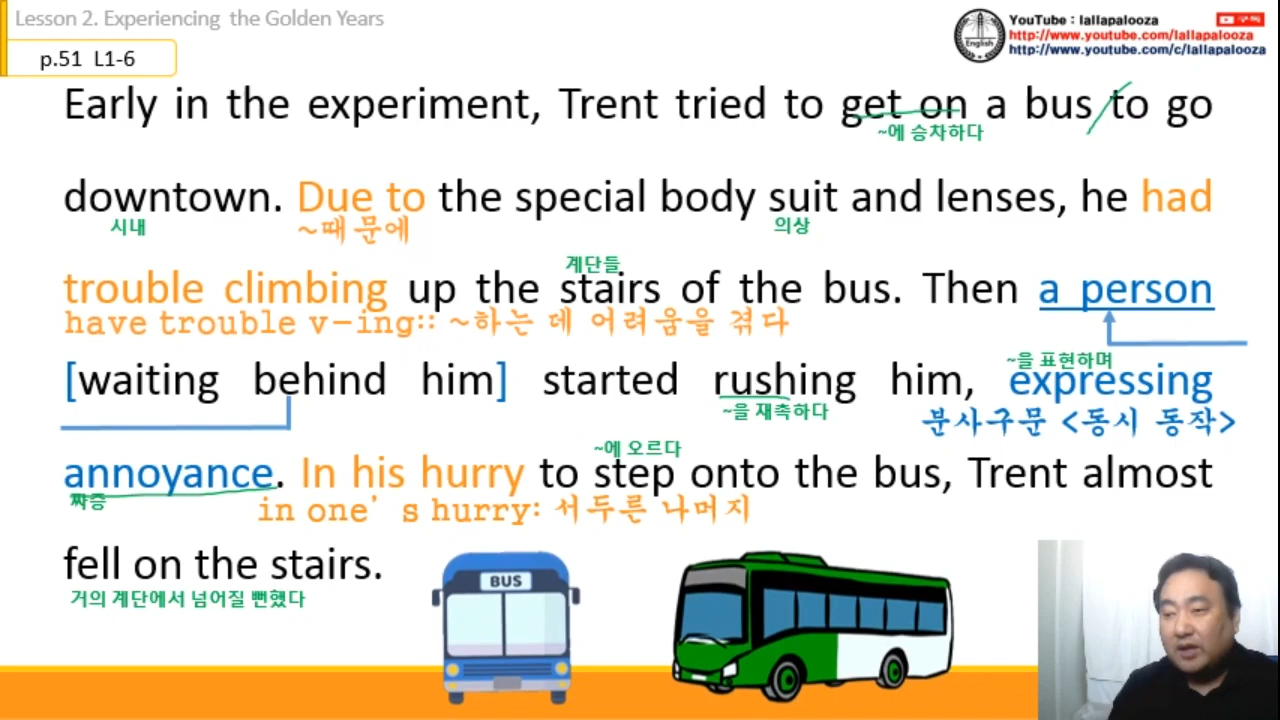 Lesson 2. Experiencing the Golden Years
YouTube : lallapalooza
구독
http://www.youtube.com/lallapalooza
http://www.youtube.com/c/lallapalooza
English
p.51 L1-6
Early in the experiment, Trent tried to get on a bus to go
~에 승차하다
downtown. Due to the special body suit and lenses, he had
시내 ~때문에 의상
계단들
trouble climbing up the stairs of the bus. Then a person
have trouble v-ing:: ~하는 데 어려움을 겪다
~을 표현하며
[waiting behind him] started rushing him, expressing
~을 재촉하다 분사구문 <동시 동작>
~에 오르다
annoyance. In his hurry to step onto the bus, Trent almost
짜증 in one's hurry: 서두른 나머지
fell on the stairs.
거의 계단에서 넘어질 뻔했다
BUS